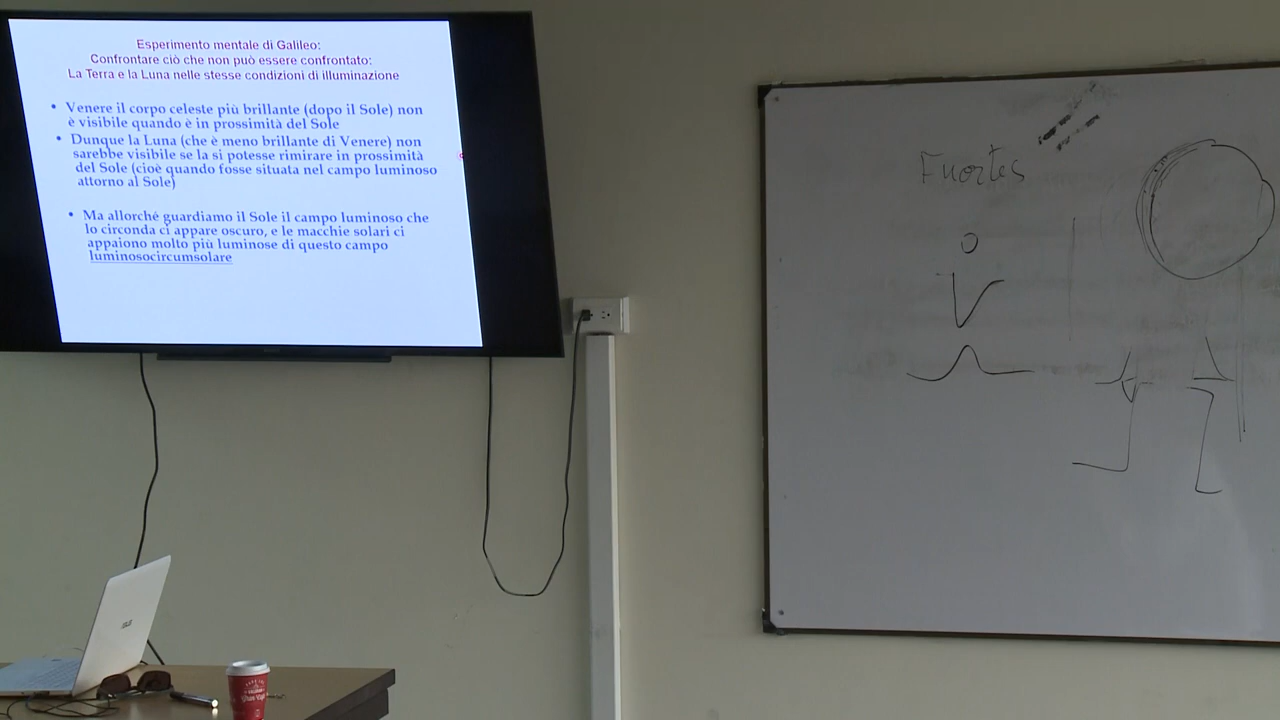 Esperimento mentale di Galileo:
Confrontare ciò che non può essere confrontato:
La Terra e la Luna nelle stesse condizioni di illuminazione
• Venere il corpo celeste più brillante (dopo il Sole) non
è visibile quando è in prossimità del Sole
• Dunque la Luna (che è meno brillante di Venere) non
sarebbe visibile se la si potesse rimirare in prossimità
del Sole (cioè quando fosse situata nel campo luminoso
attorno al Sole)
• Ma allorché guardiamo il Sole il campo luminoso che
lo circonda ci appare oscuro, e le macchie solari ci
appaiono molto più luminose di questo campo
luminosocircumsolare
Fuortes
ASUS